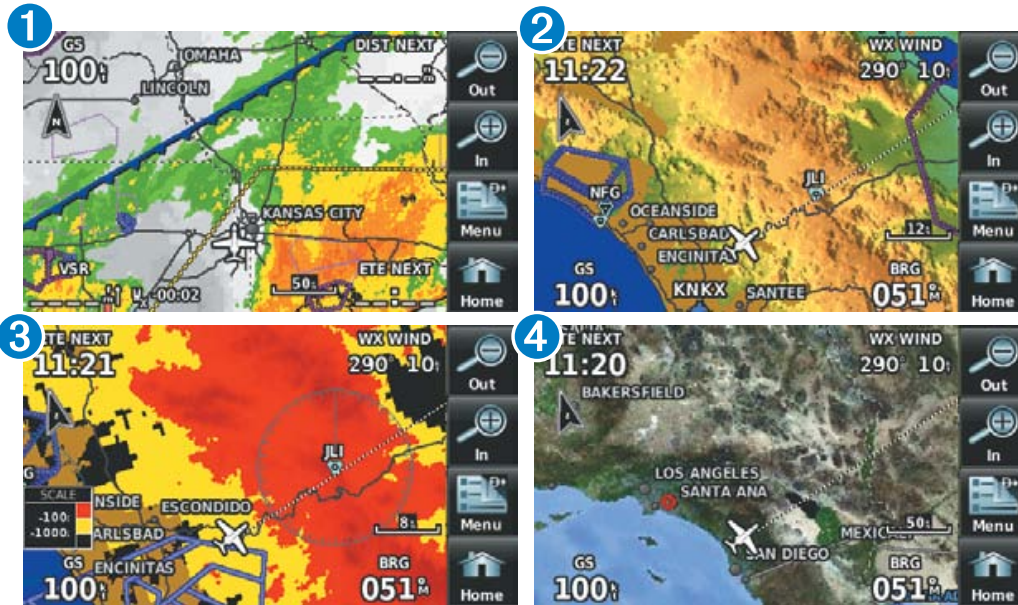 1
GS
100
OMAHA
LINCOLN
DIST NEXT
N
KANSAS CITY
VSR
-00:02
50
ETE NEXT
Out
In
Menu
Home
2
ETE NEXT
11:22
WX WIND
290° 10
JLI
NFG
OCEANSIDE
CARLSBAD
ENCINITA
12
GS
100
KNKX
SANTEE
BRG
051°M
Out
In
Menu
Home
3
ETE NEXT
11:21
WX WIND
290° 10
JLI
G
SCALE
-100
-1000
NSIDE
ESCONDIDO
ARLSBAD
8
GS
100
ENCINITAS
BRG
051°M
Out
In
Menu
Home
4
TE NEXT
11:20
WX WIND
290° 10
BAKERSFIELD
LOS ANGELES
SANTA ANA
50
MEXICAL
SAN DIEGO
GS
100
BRG
051°M
Out
In
Menu
Home